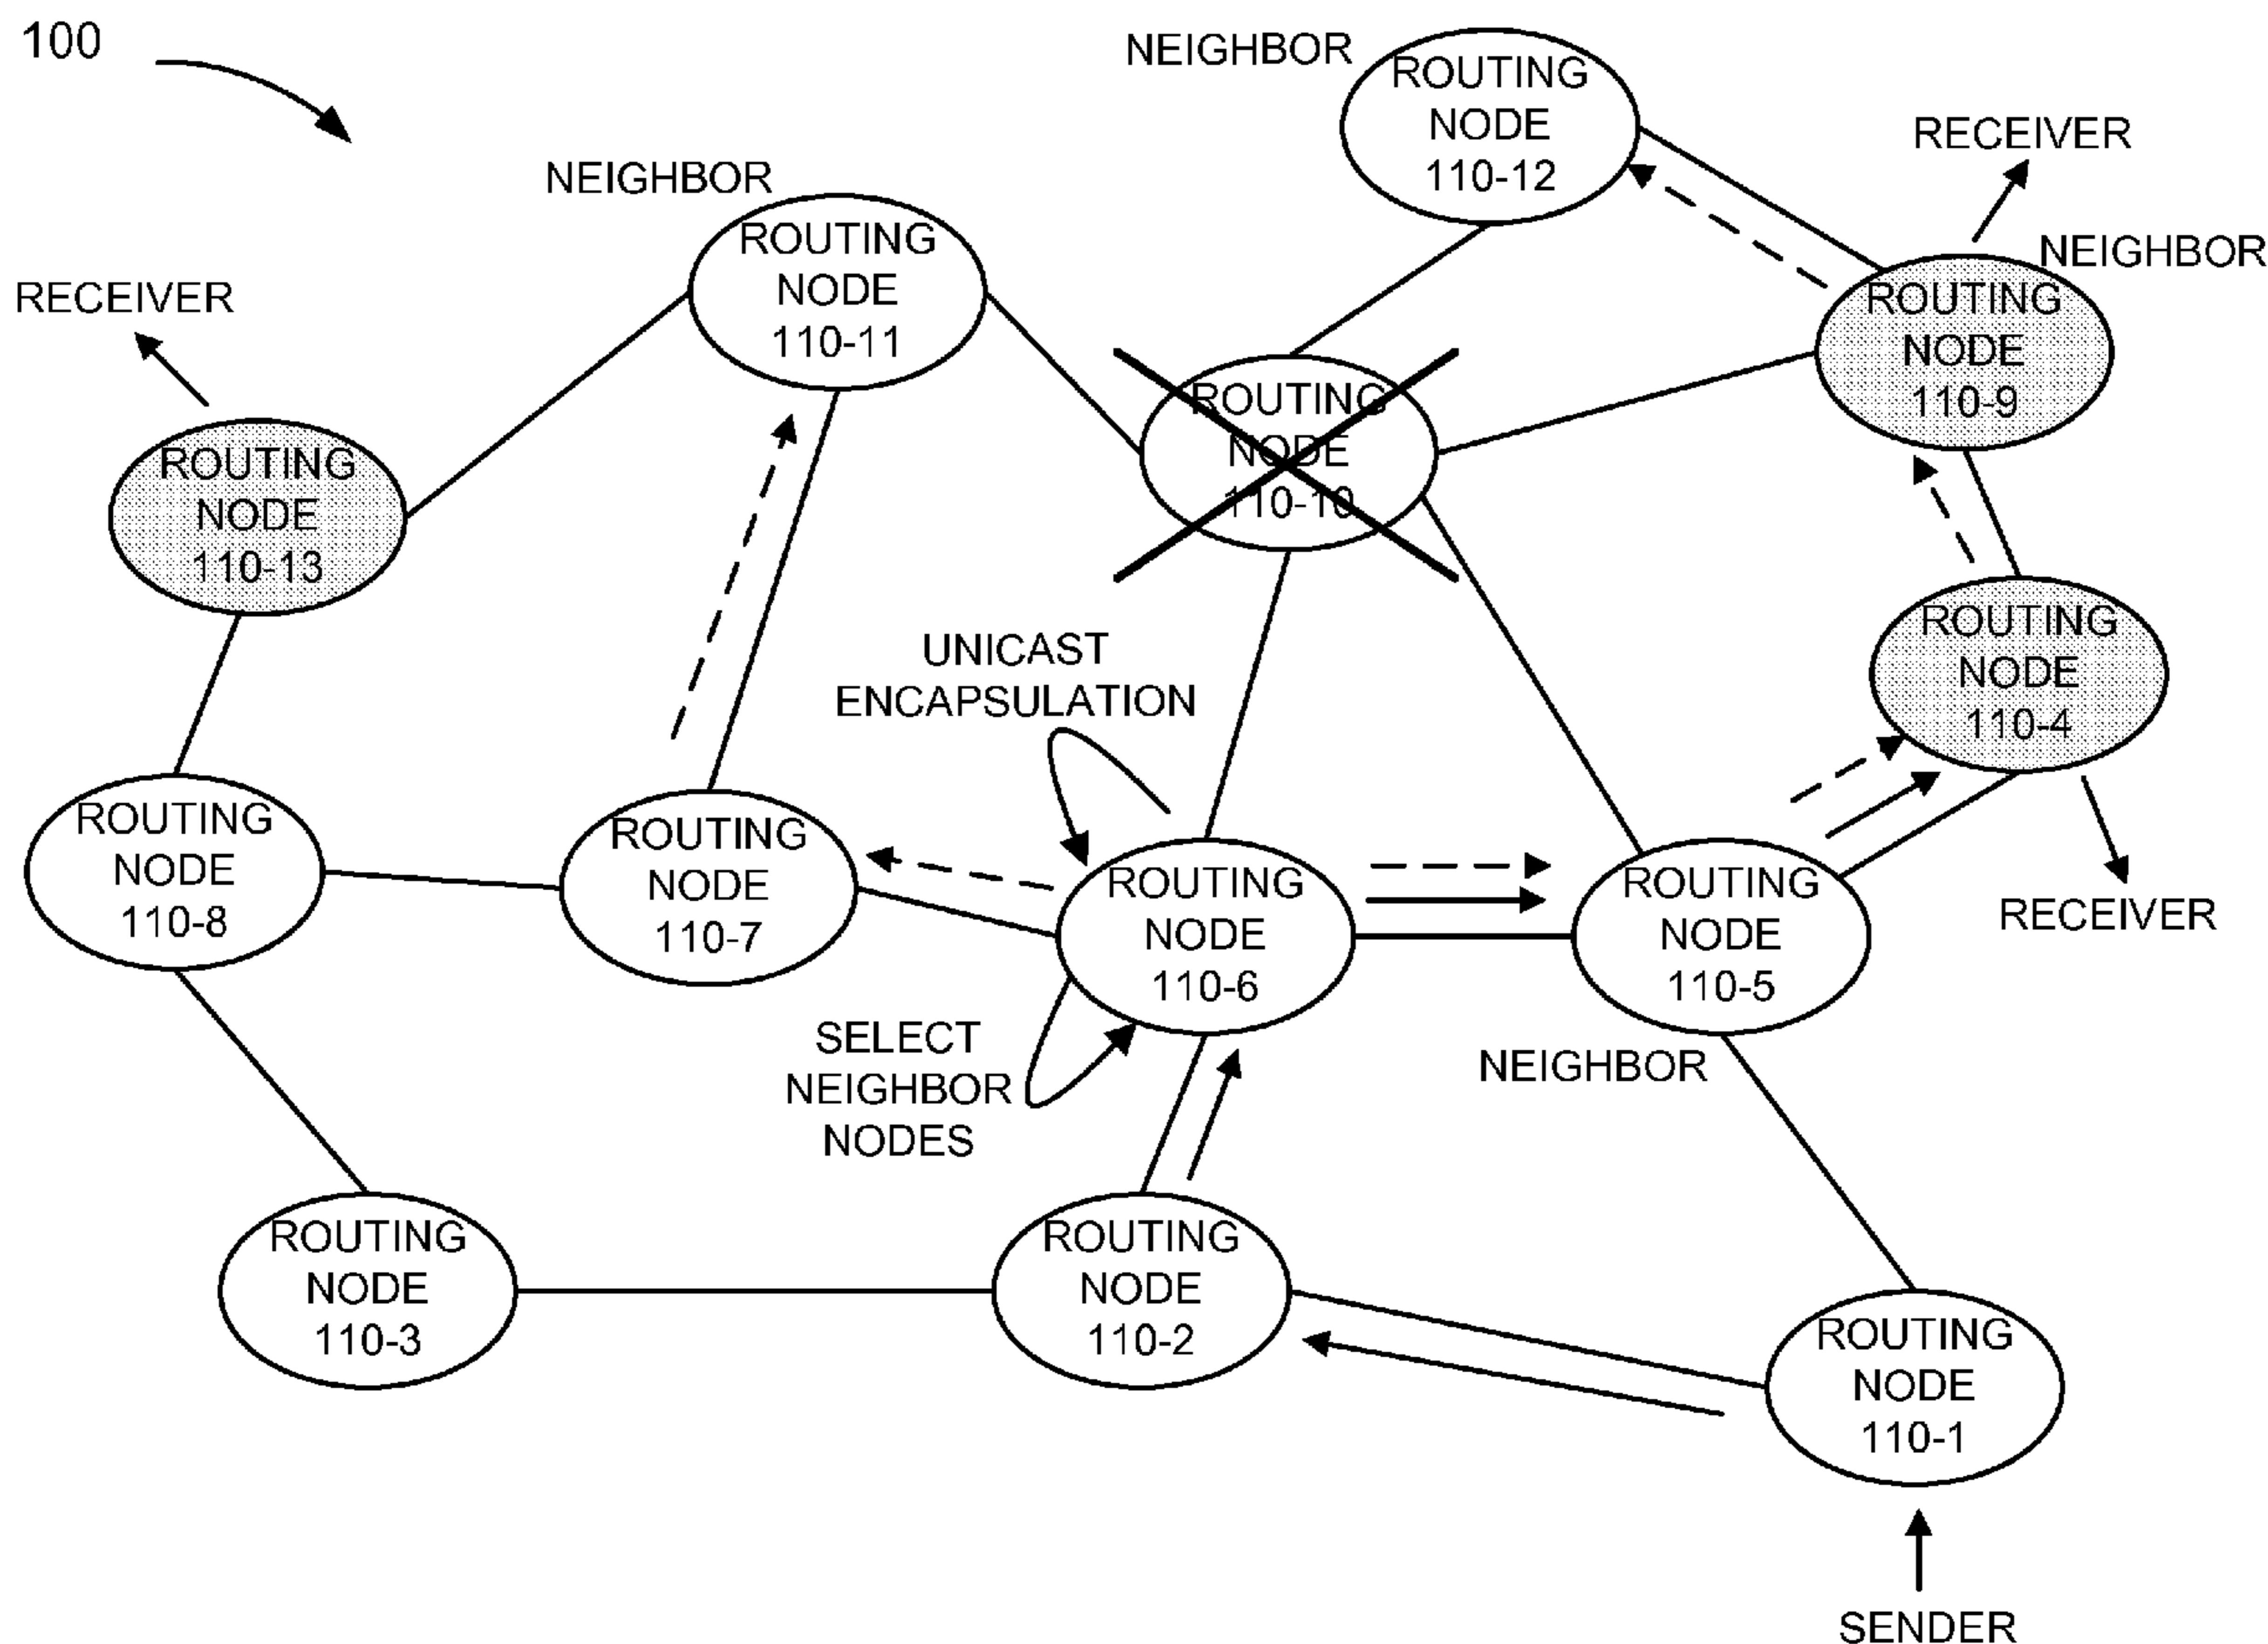 100
NEIGHBOR
ROUTING
NODE
110-12
RECEIVER
NEIGHBOR
NEIGHBOR
ROUTING
NODE
110-11
ROUTING
NODE
110-9
RECEIVER
ROUTING
NODE
110-10
ROUTING
NODE
110-13
ROUTING
NODE
110-4
UNICAST
ENCAPSULATION
ROUTING
NODE
110-8
ROUTING
NODE
110-7
ROUTING
NODE
110-6
ROUTING
NODE
110-5
RECEIVER
SELECT
NEIGHBOR
NODES
NEIGHBOR
ROUTING
NODE
110-3
ROUTING
NODE
110-2
ROUTING
NODE
110-1
SENDER